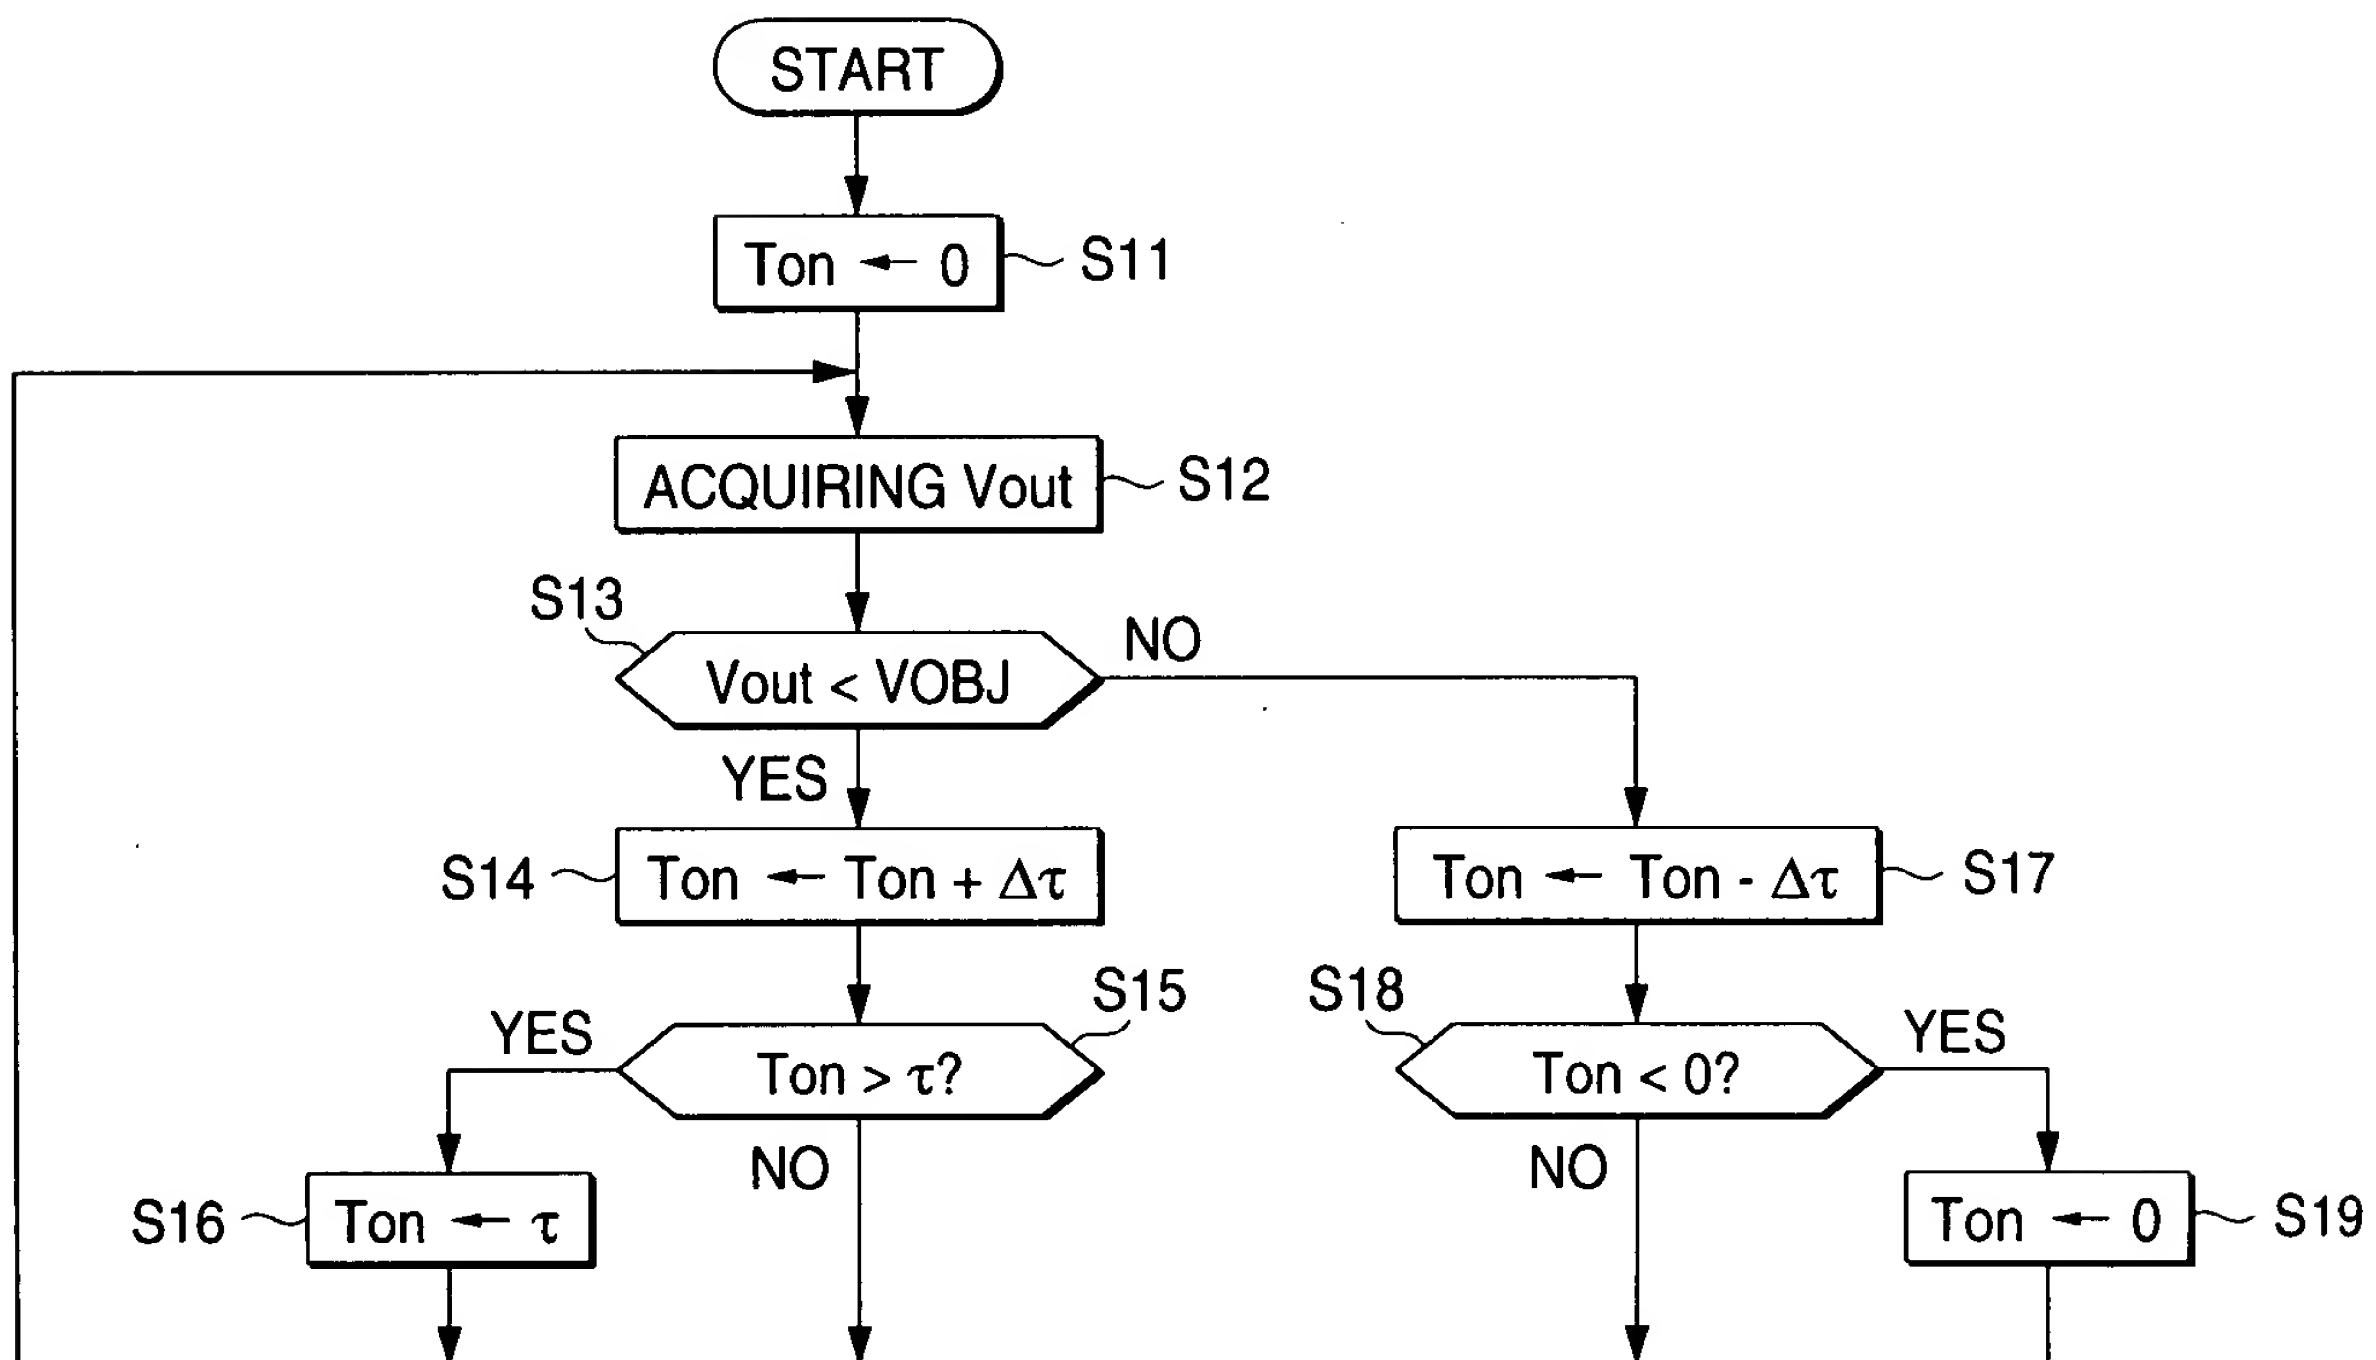 START
Ton ← 0
S11
ACQUIRING Vout
S12
S13
Vout < VOBJ
NO
YES
S14
Ton ← Ton + Δτ
Ton ← Ton - Δτ
S17
S15
S18
YES
Ton > τ?
Ton < 0?
YES
NO
NO
S16
Ton ← τ
Ton ← 0
S19